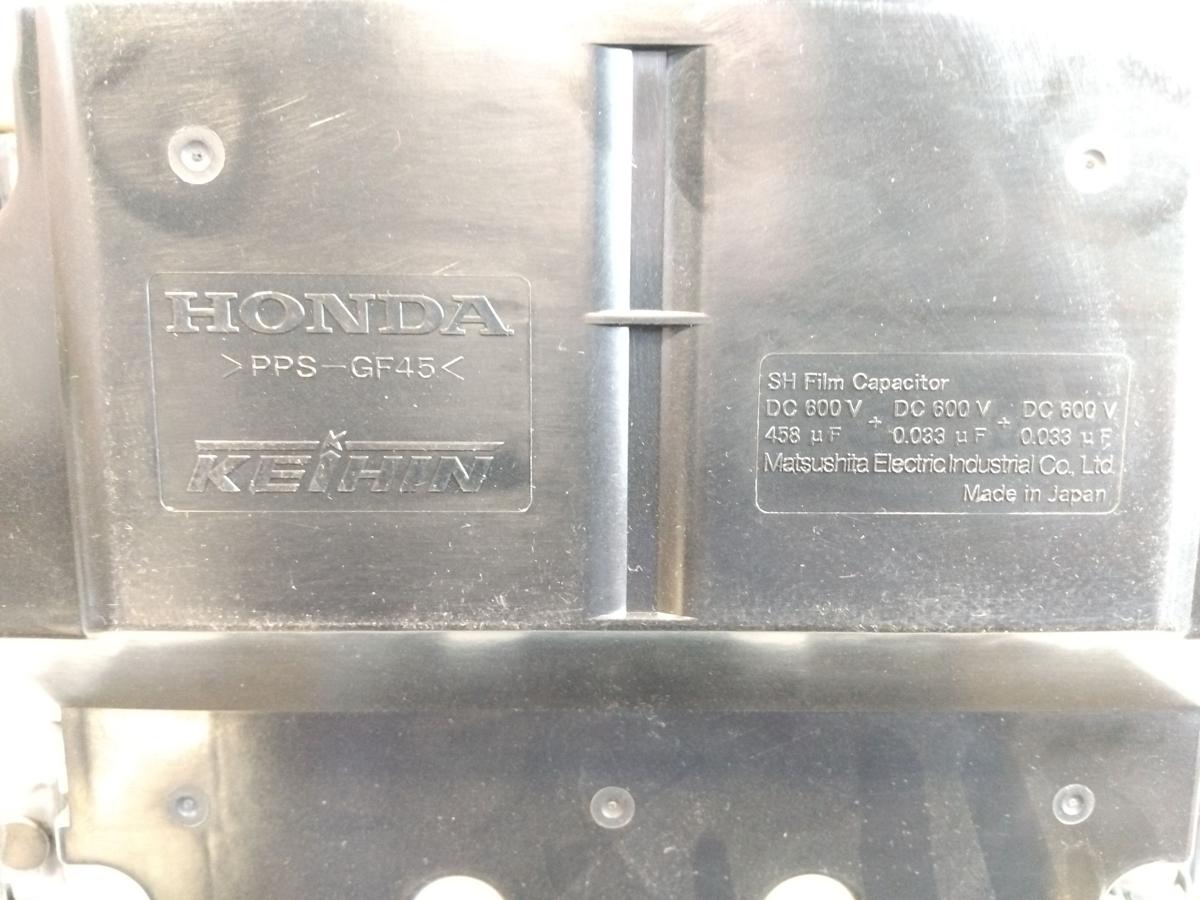 HONDA
>PPS-GF45<
KEIHIN
SH Film Capacitor
DC 600 V + DC 600 V + DC 600 V
458 μF 0.033 μF 0.033 μF
Matsushita Electric Industrial Co., Ltd.
Made in Japan